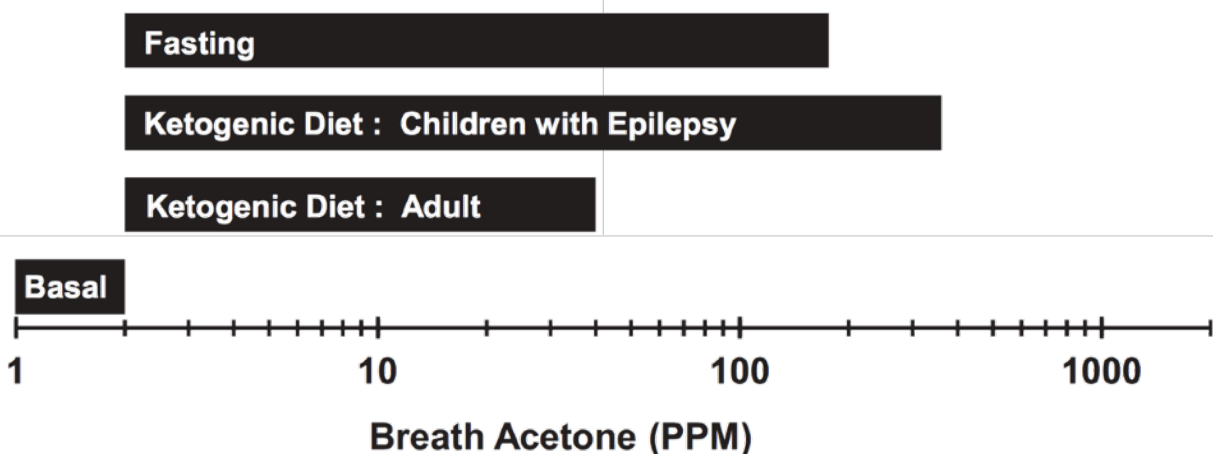 Fasting
Ketogenic Diet : Children with Epilepsy
Ketogenic Diet : Adult
Basal
1 10 100 1000
Breath Acetone (PPM)